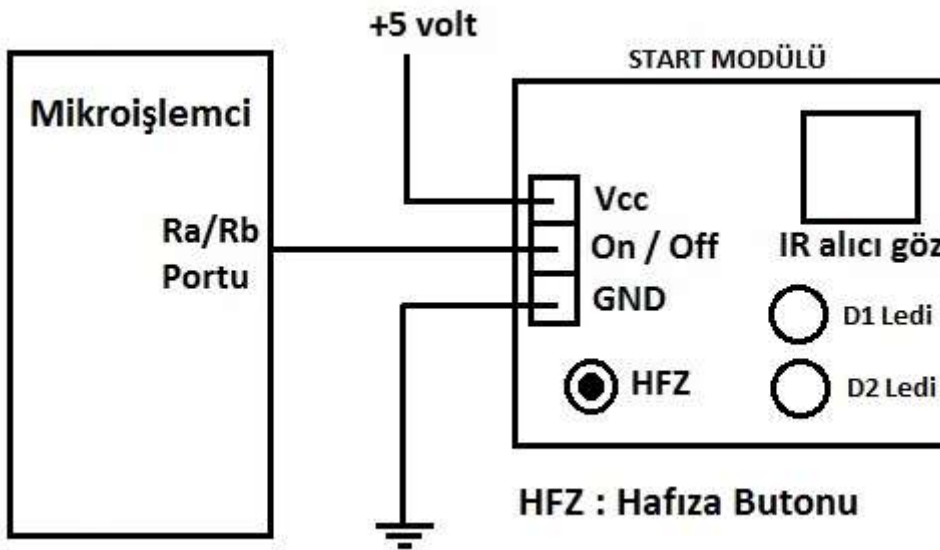 +5 volt
START MODÜLÜ
Mikroişlemci
Vcc
Ra/Rb
Portu
On / Off
IR alıcı göz
GND
D1 Ledi
HFZ
D2 Ledi
HFZ : Hafıza Butonu